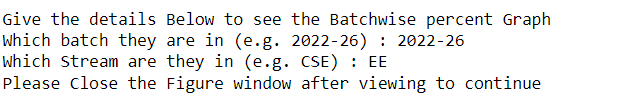 Give the details Below to see the Batchwise percent Graph
Which batch they are in (e.g. 2022-26) : 2022-26
Which Stream are they in (e.g. CSE) : EE
Please Close the Figure window after viewing to continue